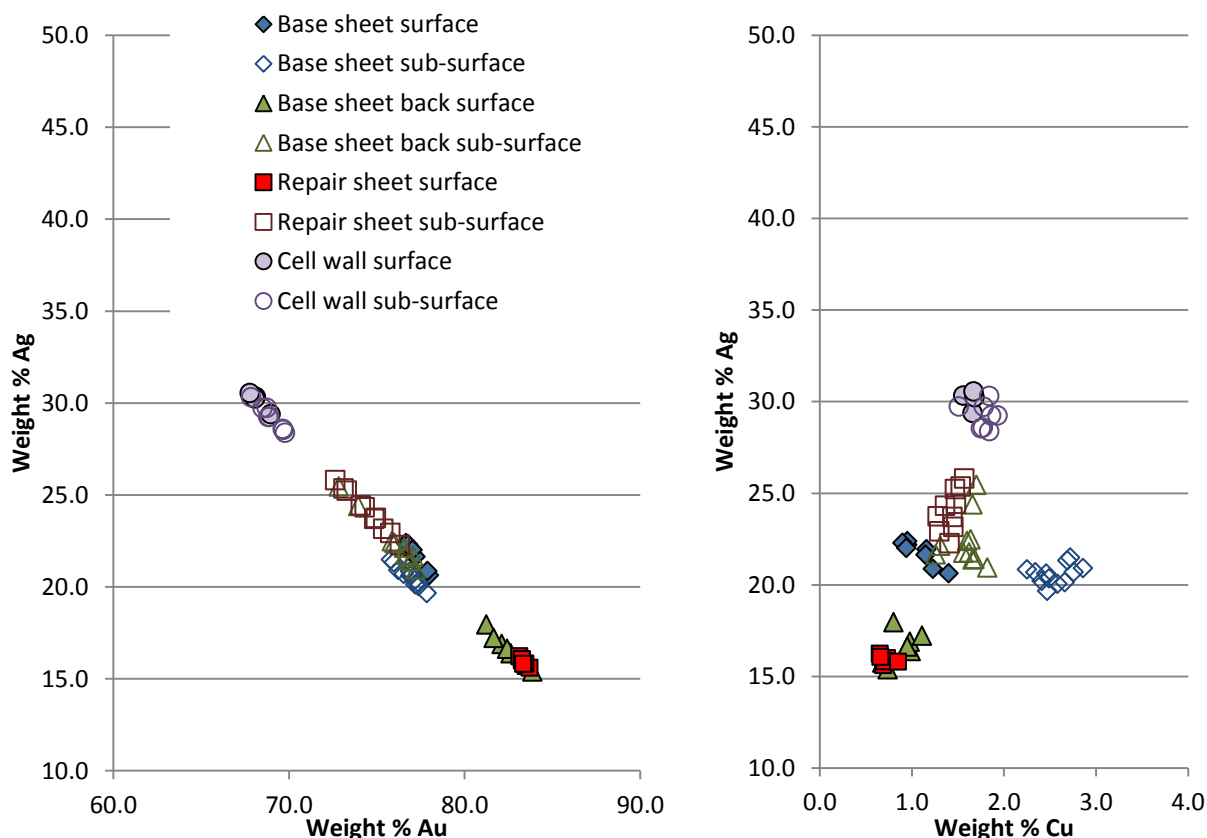 Base sheet surface
Base sheet sub-surface
Base sheet back surface
Base sheet back sub-surface
Repair sheet surface
Repair sheet sub-surface
Cell wall surface
Cell wall sub-surface
50.0
45.0
40.0
35.0
30.0
25.0
20.0
15.0
10.0
Weight % Ag
60.0 70.0 80.0 90.0
Weight % Au
50.0
45.0
40.0
35.0
30.0
25.0
20.0
15.0
10.0
Weight % Ag
0.0 1.0 2.0 3.0 4.0
Weight % Cu